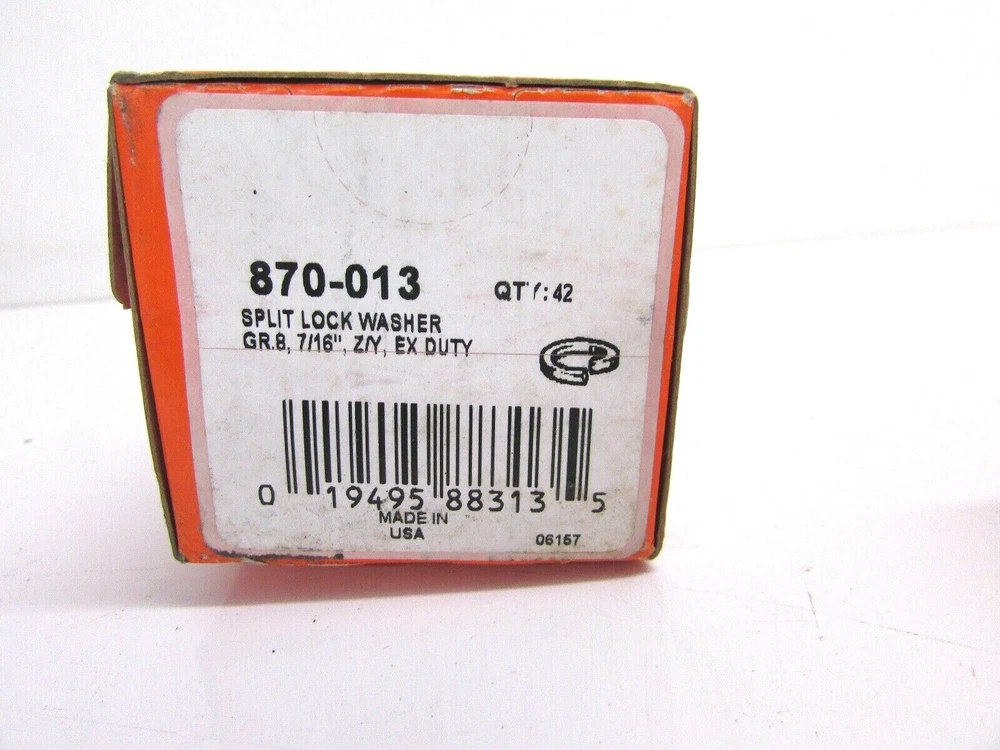 870-013 QTY: 42
SPLIT LOCK WASHER
GR.8, 7/16", Z/Y, EX DUTY
0 19495 88313 5
MADE IN
USA
06157